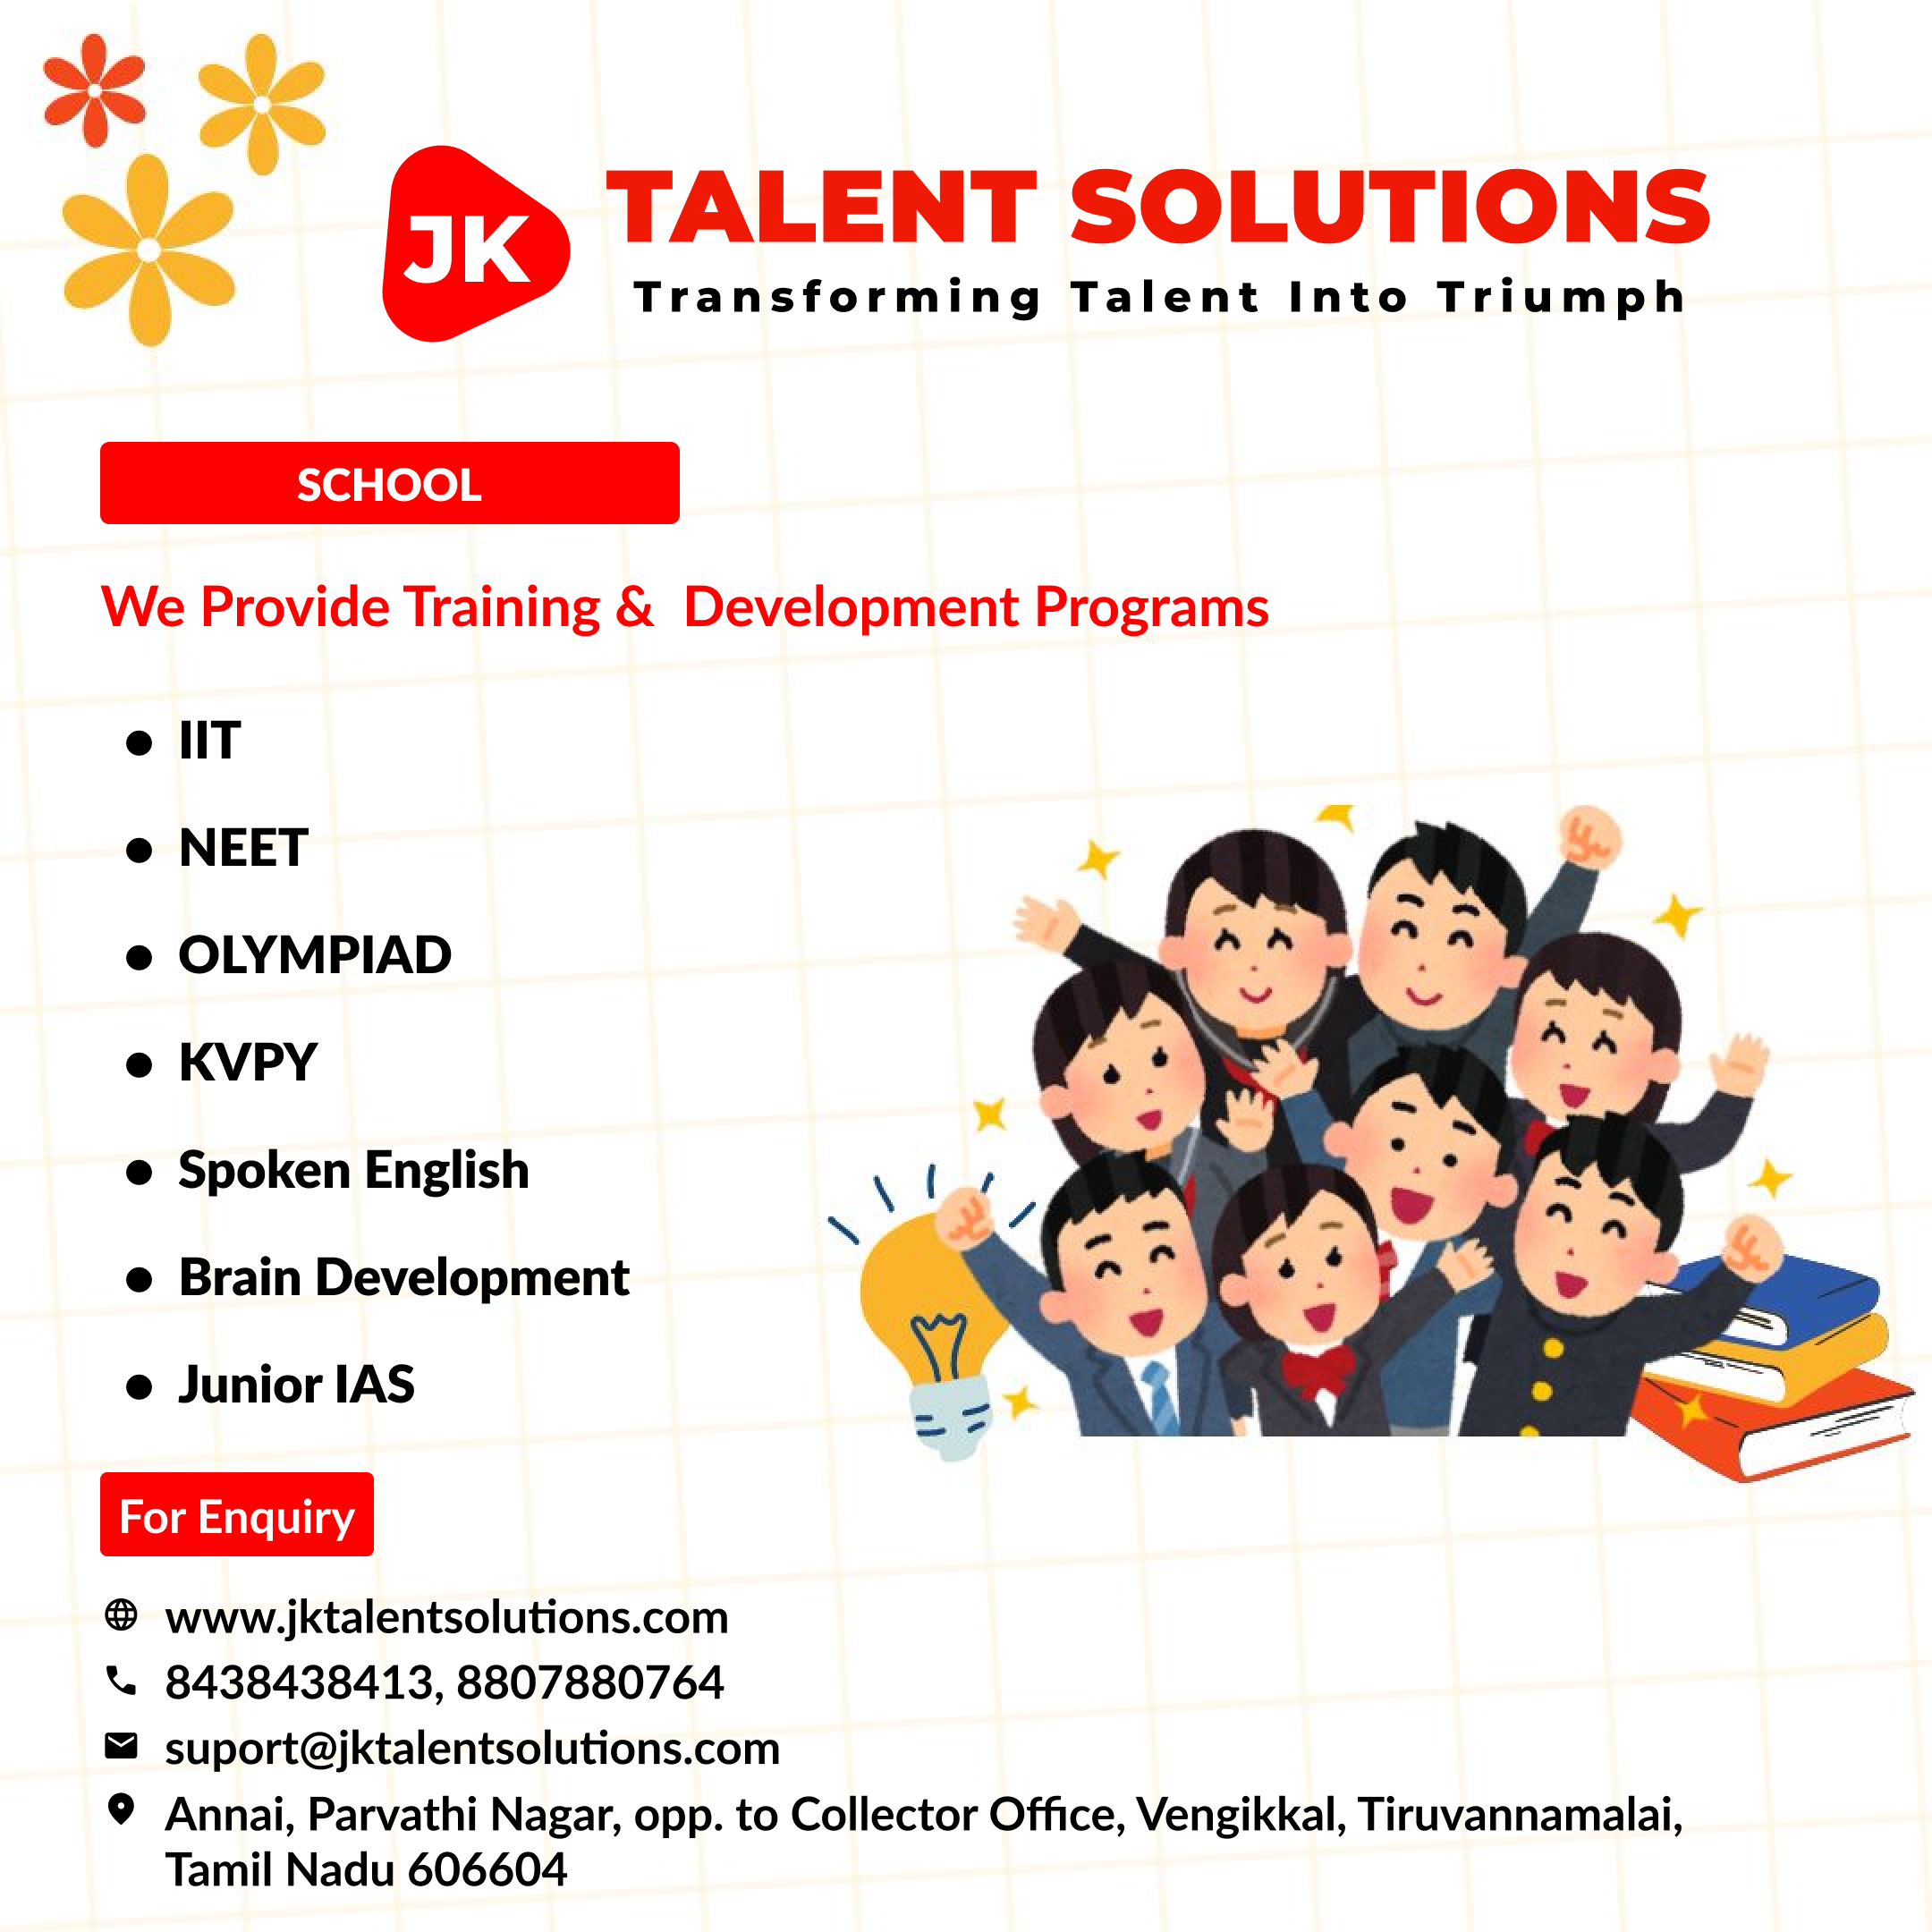 JK
TALENT SOLUTIONS
Transforming Talent Into Triumph
SCHOOL
We Provide Training & Development Programs
● IIT
● NEET
● OLYMPIAD
● KVPY
● Spoken English
● Brain Development
● Junior IAS
For Enquiry
www.jktalentsolutions.com
8438438413, 8807880764
suport@jktalentsolutions.com
Annai, Parvathi Nagar, opp. to Collector Office, Vengikkal, Tiruvannamalai,
Tamil Nadu 606604